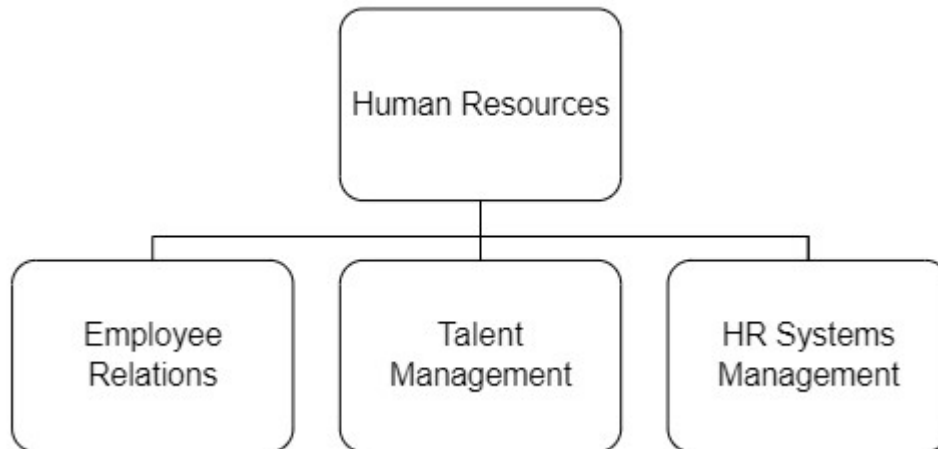 Human Resources
Employee
Relations
Talent
Management
HR Systems
Management